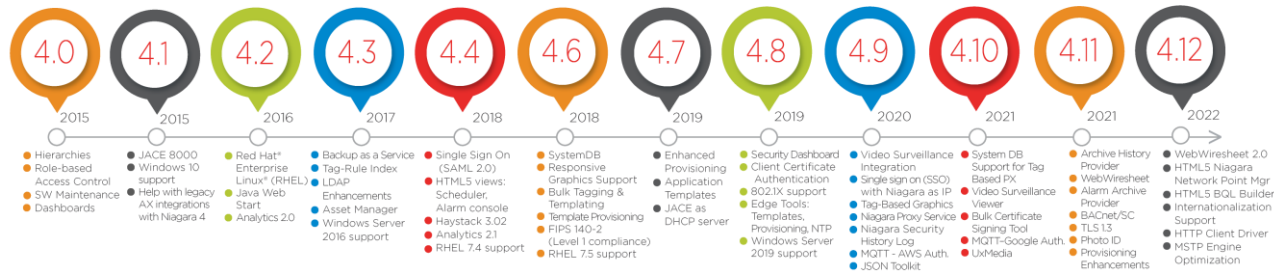 4.0
4.1
4.2
4.3
4.4
4.6
4.7
4.8
4.9
4.10
4.11
4.12
2015
2015
2016
2017
2018
2018
2019
2019
2020
2021
2021
2022
Hierarchies
Role-based
Access Control
SW Maintenance
Dashboards
JACE 8000
Windows 10
support
Help with legacy
AX integrations
with Niagara 4
Red Hat®
Enterprise
Linux® (RHEL)
Java Web
Start
Analytics 2.0
Backup as a Service
Tag-Rule Index
LDAP
Enhancements
Asset Manager
Windows Server
2016 support
Single Sign On
(SAML 2.0)
HTML5 views:
Scheduler,
Alarm console
Haystack 3.02
Analytics 2.1
RHEL 7.4 support
SystemDB
Responsive
Graphics Support
Bulk Tagging &
Templating
Template Provisioning
FIPS 140-2
(Level 1 compliance)
RHEL 7.5 support
Enhanced
Provisioning
Application
Templates
JACE as
DHCP server
Security Dashboard
Client Certificate
Authentication
802.1X support
Edge Tools:
Templates,
Provisioning, NTP
Windows Server
2019 support
Video Surveillance
Integration
Single sign on (SSO)
with Niagara as IP
Tag-Based Graphics
Niagara Proxy Service
Niagara Security
History Log
MQTT - AWS Auth.
JSON Toolkit
System DB
Support for Tag
Based PX
Video Surveillance
Viewer
Bulk Certificate
Signing Tool
MQTT-Google Auth.
UxMedia
Archive History
Provider
WebWiresheet
Alarm Archive
Provider
BACnet/SC
TLS 1.3
Photo ID
Provisioning
Enhancements
WebWiresheet 2.0
HTML5 Niagara
Network Point Mgr
HTML5 BQL Builder
Internationalization
Support
HTTP Client Driver
MSTP Engine
Optimization